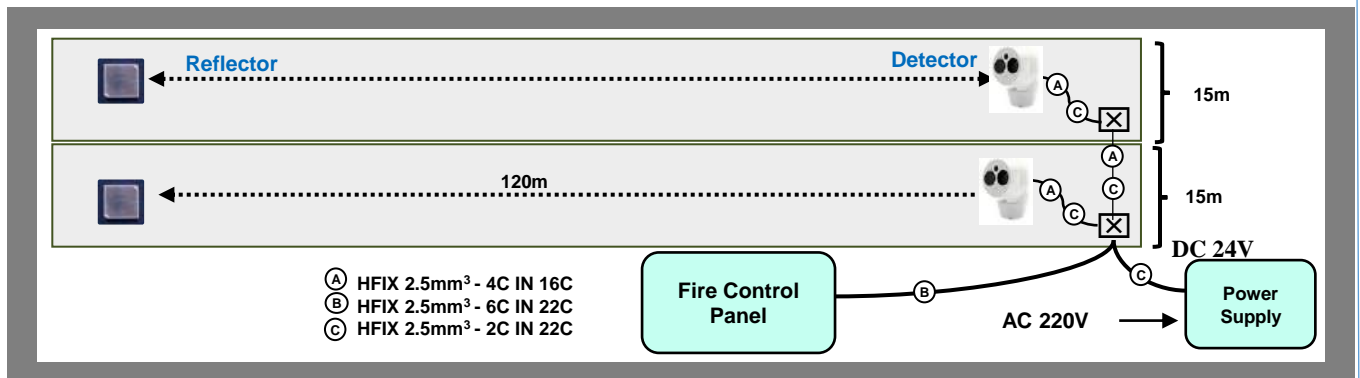 Reflector
Detector
A
C
15m
A
120m
A
C
C
15m
DC 24V
A HFIX 2.5mm³ - 4C IN 16C
B HFIX 2.5mm³ - 6C IN 22C
C HFIX 2.5mm³ - 2C IN 22C
Fire Control
Panel
B
C
AC 220V
Power
Supply